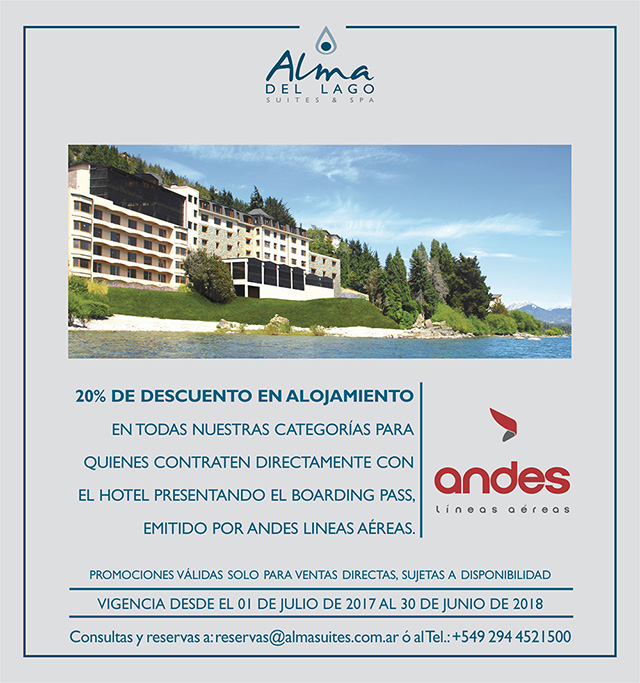 Alma
DEL LAGO
SUITES & SPA
20% DE DESCUENTO EN ALOJAMIENTO
EN TODAS NUESTRAS CATEGORÍAS PARA
QUIENES CONTRATEN DIRECTAMENTE CON
EL HOTEL PRESENTANDO EL BOARDING PASS,
EMITIDO POR ANDES LINEAS AÉREAS.
andes
líneas aéreas
PROMOCIONES VÁLIDAS SOLO PARA VENTAS DIRECTAS, SUJETAS A DISPONIBILIDAD
VIGENCIA DESDE EL 01 DE JULIO DE 2017 AL 30 DE JUNIO DE 2018
Consultas y reservas a: reservas@almasuites.com.ar ó al Tel.: +549 294 4521500